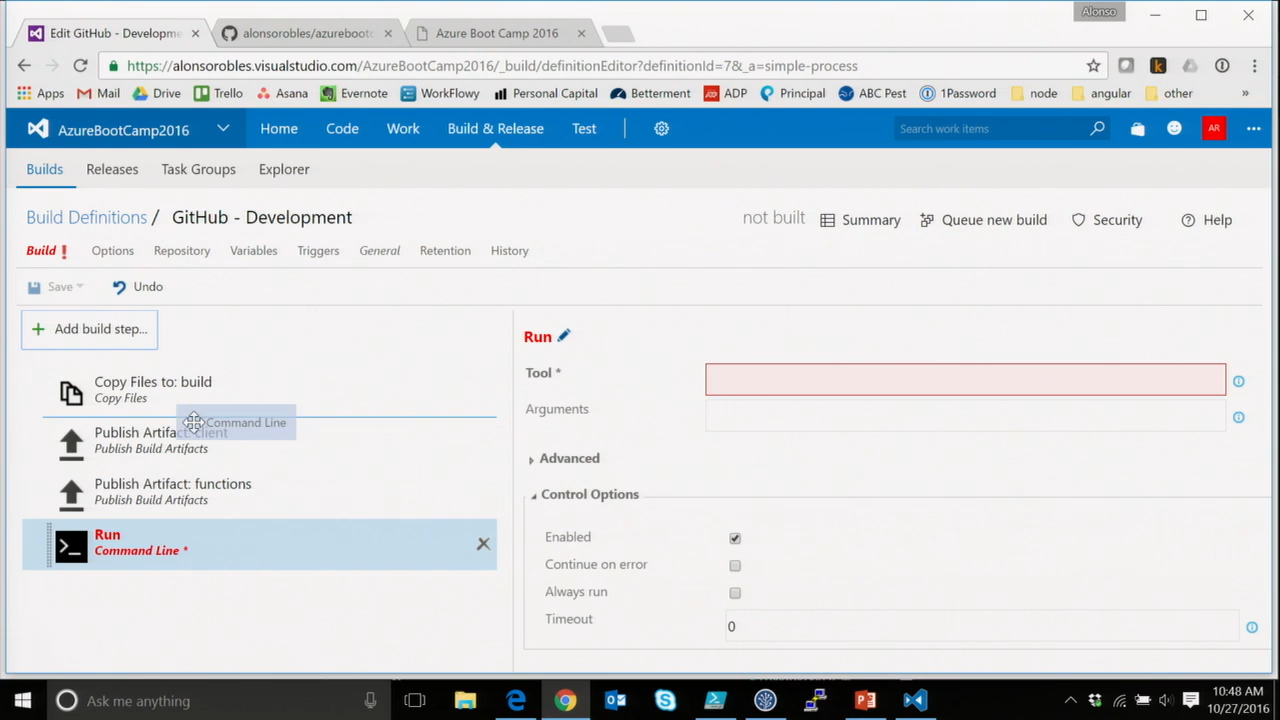 Alonso
Edit GitHub - Developme
alonsorobles/azurebootc
Azure Boot Camp 2016
https://alonsorobles.visualstudio.com/AzureBootCamp2016/_build/definitionEditor?definitionId=7&_a=simple-process
Apps Mail Drive Trello Asana Evernote WorkFlowy Personal Capital Betterment ADP Principal ABC Pest 1Password node angular other »
AzureBootCamp2016 Home Code Work Build & Release Test Search work items AR
Builds Releases Task Groups Explorer
Build Definitions / GitHub - Development not built Summary Queue new build Security Help
Build ! Options Repository Variables Triggers General Retention History
Save Undo
+ Add build step...
Copy Files to: build
Copy Files
Command Line
Publish Artifact: client
Publish Build Artifacts
Publish Artifact: functions
Publish Build Artifacts
Run
Command Line *
Run
Tool *
Arguments
Advanced
Control Options
Enabled
Continue on error
Always run
Timeout 0
Ask me anything
10:48 AM
10/27/2016